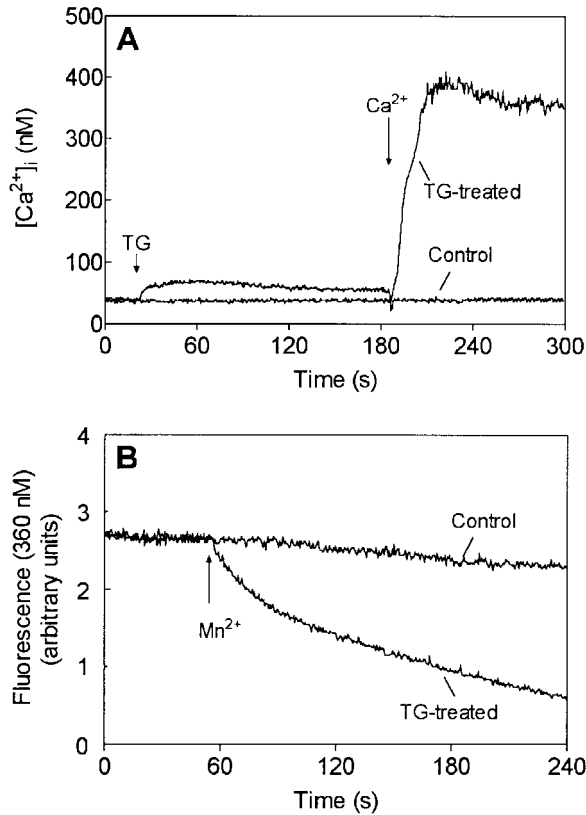 A
[Ca²⁺]ᵢ (nM)
500
400
300
200
100
0
TG
Ca²⁺
TG-treated
Control
0 60 120 180 240 300
Time (s)
B
Fluorescence (360 nM)
(arbitrary units)
4
3
2
1
0
Control
Mn²⁺
TG-treated
0 60 120 180 240
Time (s)